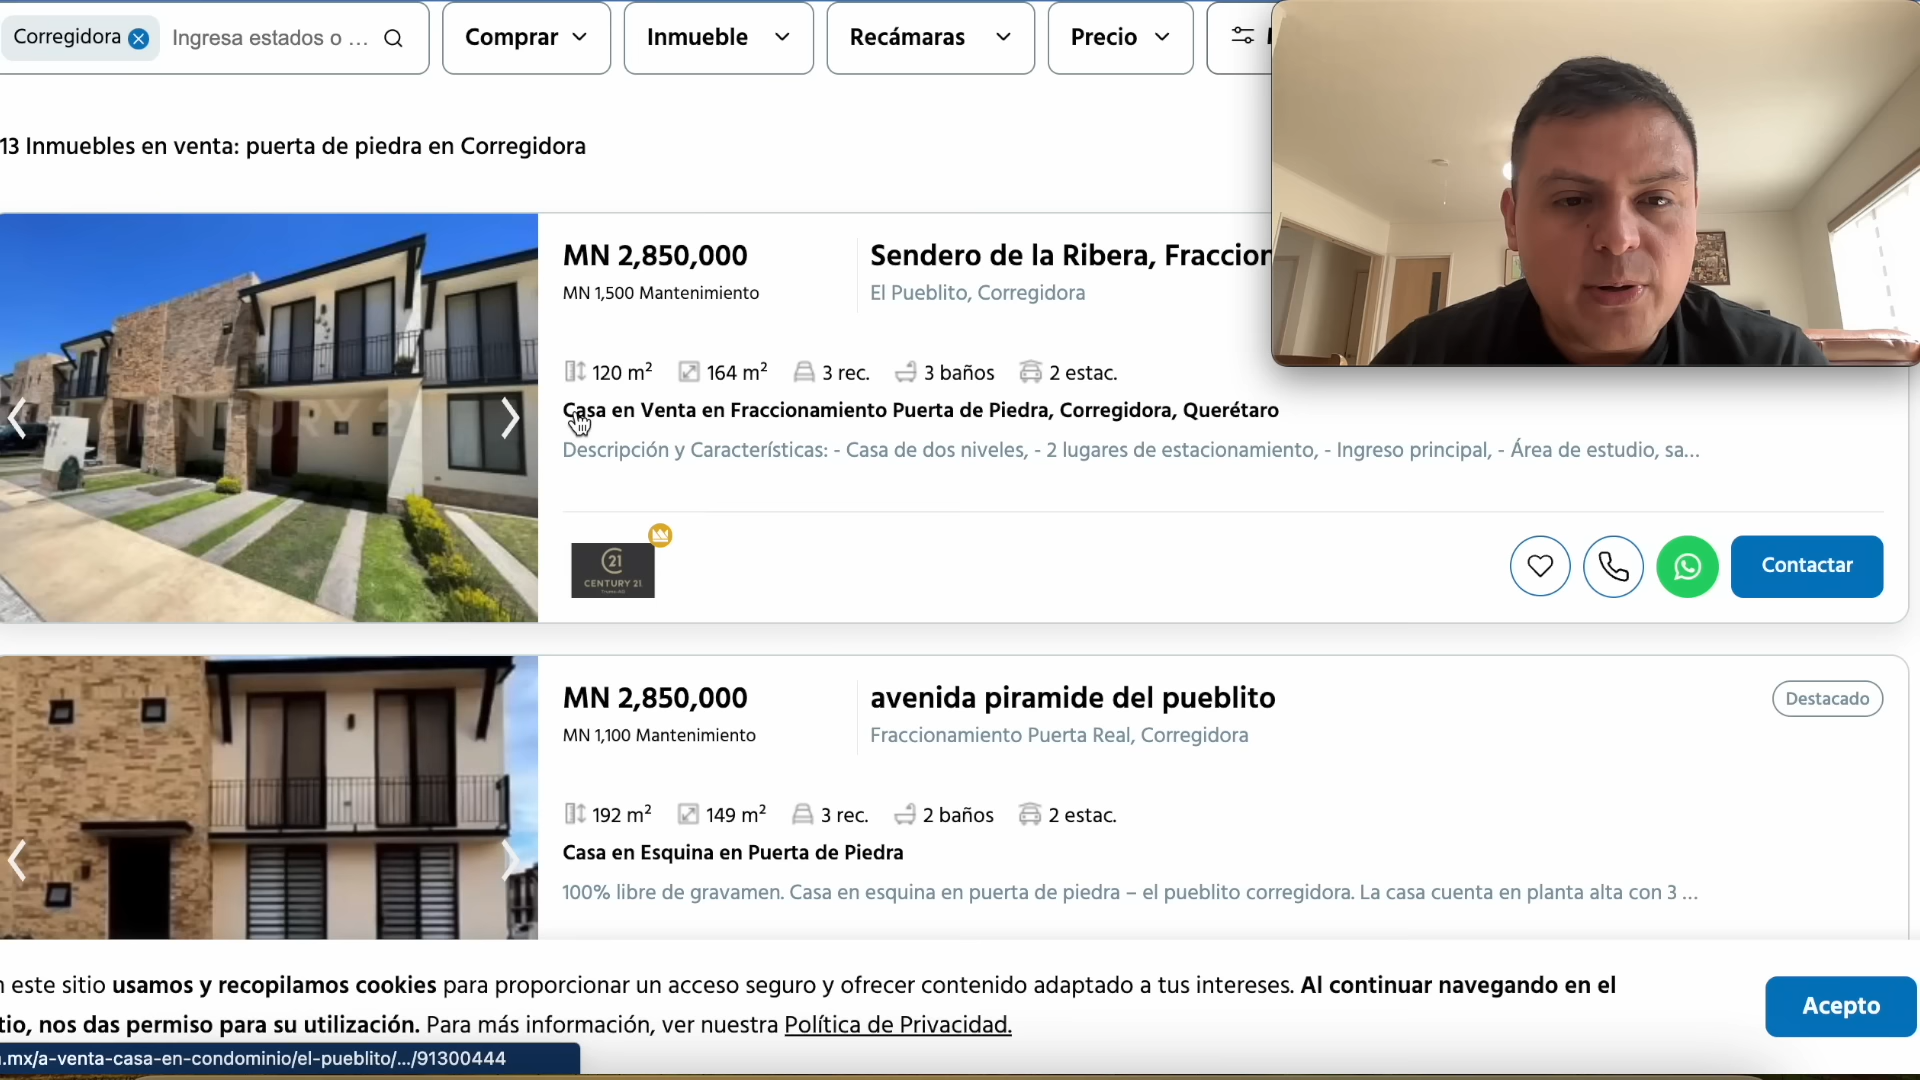 Corregidora
Ingresa estados o ...
Comprar
Inmueble
Recámaras
Precio
13 Inmuebles en venta: puerta de piedra en Corregidora
MN 2,850,000
MN 1,500 Mantenimiento
Sendero de la Ribera, Fraccion
El Pueblito, Corregidora
120 m² 164 m² 3 rec. 3 baños 2 estac.
Casa en Venta en Fraccionamiento Puerta de Piedra, Corregidora, Querétaro
Descripción y Características: - Casa de dos niveles, - 2 lugares de estacionamiento, - Ingreso principal, - Área de estudio, sa...
CENTURY 21
21
CENTURY 21
Contactar
MN 2,850,000
MN 1,100 Mantenimiento
avenida piramide del pueblito
Fraccionamiento Puerta Real, Corregidora
Destacado
192 m² 149 m² 3 rec. 2 baños 2 estac.
Casa en Esquina en Puerta de Piedra
100% libre de gravamen. Casa en esquina en puerta de piedra – el pueblito corregidora. La casa cuenta en planta alta con 3 ...
n este sitio usamos y recopilamos cookies para proporcionar un acceso seguro y ofrecer contenido adaptado a tus intereses. Al continuar navegando en el
tio, nos das permiso para su utilización. Para más información, ver nuestra Política de Privacidad.
Acepto
.mx/a-venta-casa-en-condominio/el-pueblito/.../91300444